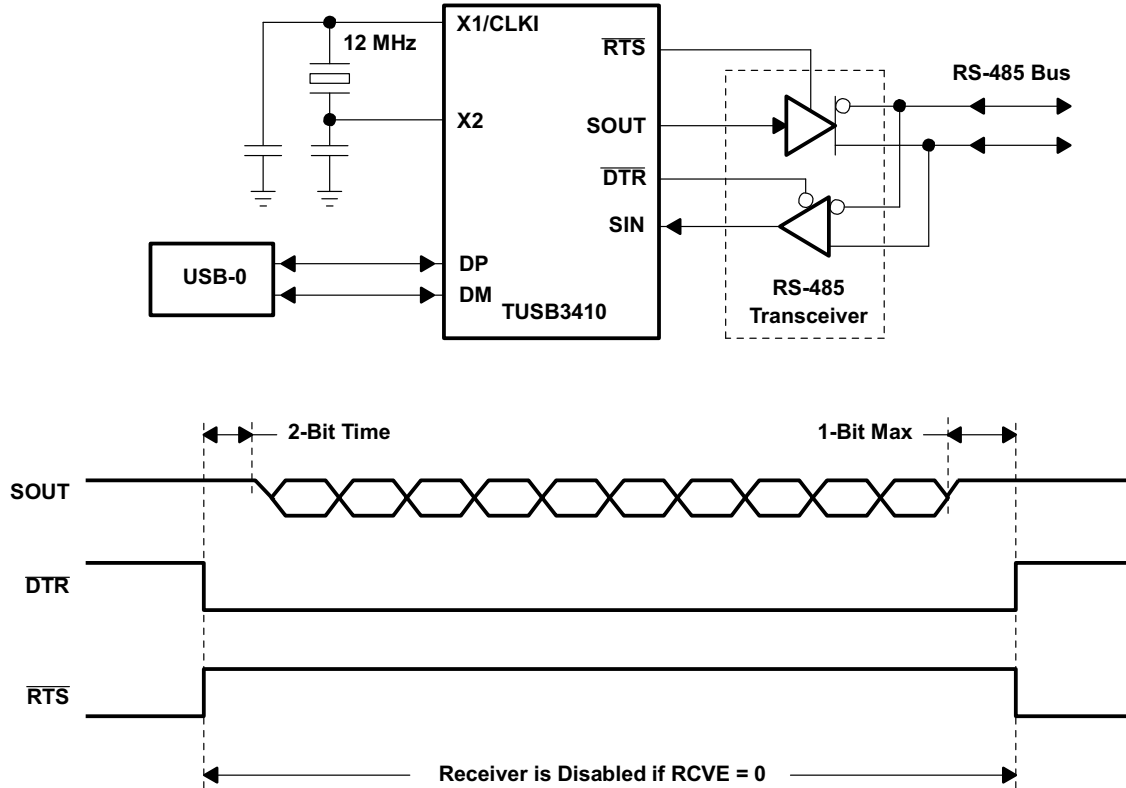 X1/CLKI
12 MHz
RTS
RS-485 Bus
X2
SOUT
DTR
SIN
USB-0
DP
DM
RS-485
Transceiver
TUSB3410
2-Bit Time
1-Bit Max
SOUT
DTR
RTS
Receiver is Disabled if RCVE = 0